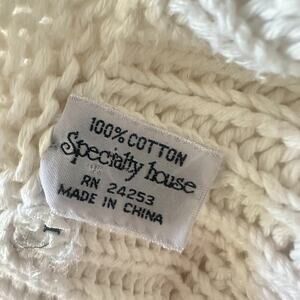 100% COTTON
Specialty house
RN 24253
MADE IN CHINA